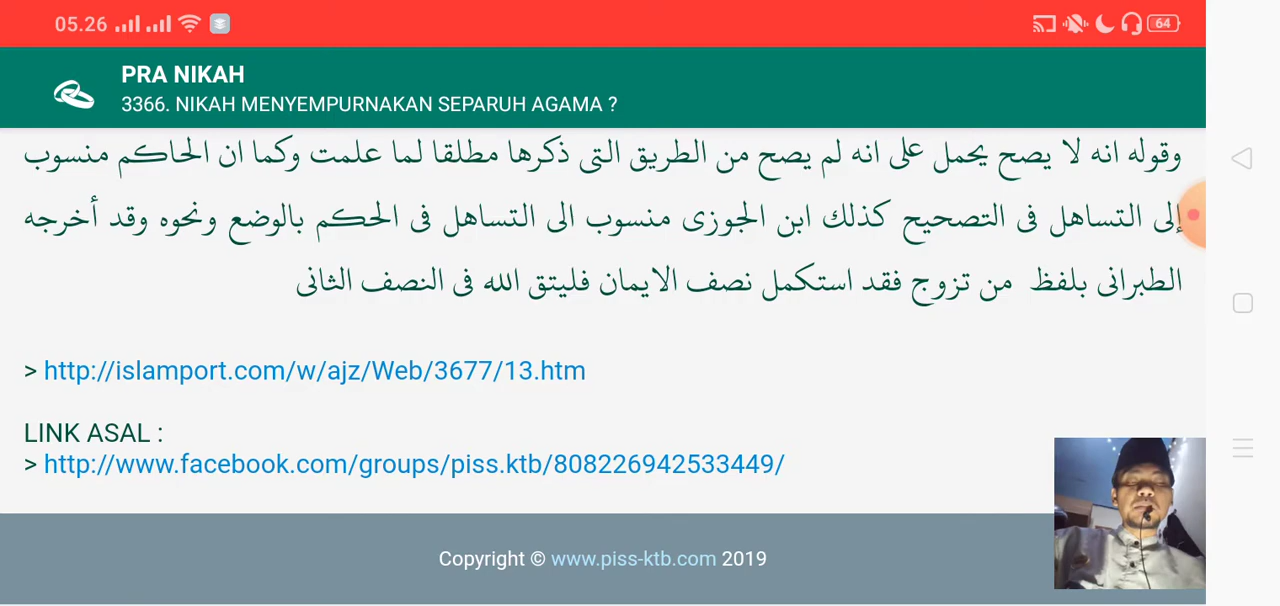 05.26
64
PRA NIKAH
3366. NIKAH MENYEMPURNAKAN SEPARUH AGAMA ?
وقوله انه لا يصح يحمل على انه لم يصح من الطريق التى ذكرها مطلقا لما علمت وكما ان الحاكم منسوب
إلى التساهل فى التصحيح كذلك ابن الجوزى منسوب الى التساهل فى الحكم بالوضع ونحوه وقد أخرجه
الطبرانى بلفظ من تزوج فقد استكمل نصف الايمان فليتق الله فى النصف الثانى
> http://islamport.com/w/ajz/Web/3677/13.htm
LINK ASAL :
> http://www.facebook.com/groups/piss.ktb/808226942533449/
Copyright © www.piss-ktb.com 2019